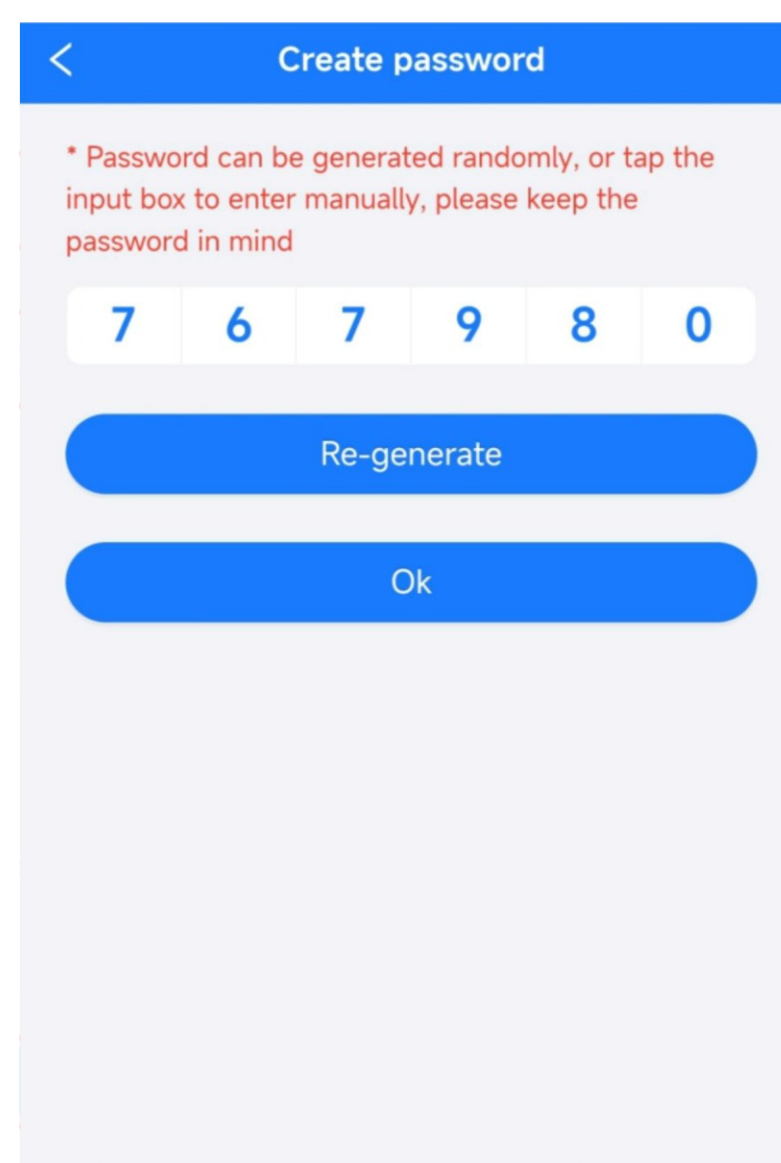 Create password
* Password can be generated randomly, or tap the
input box to enter manually, please keep the
password in mind
7 6 7 9 8 0
Re-generate
Ok